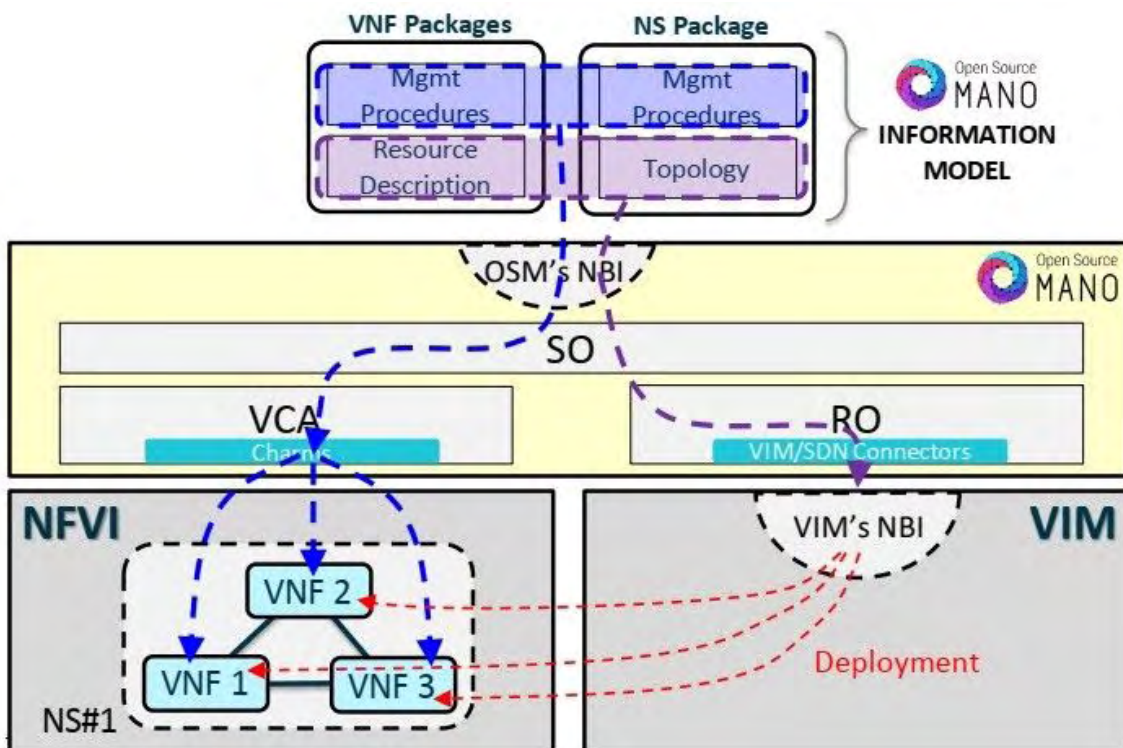 VNF Packages
NS Package
Mgmt
Procedures
Mgmt
Procedures
Resource
Description
Topology
Open Source
MANO
INFORMATION
MODEL
OSM's NBI
Open Source
MANO
SO
VCA
Charms
RO
VIM/SDN Connectors
NFVI
VIM's NBI
VIM
VNF 2
VNF 1
VNF 3
Deployment
NS#1